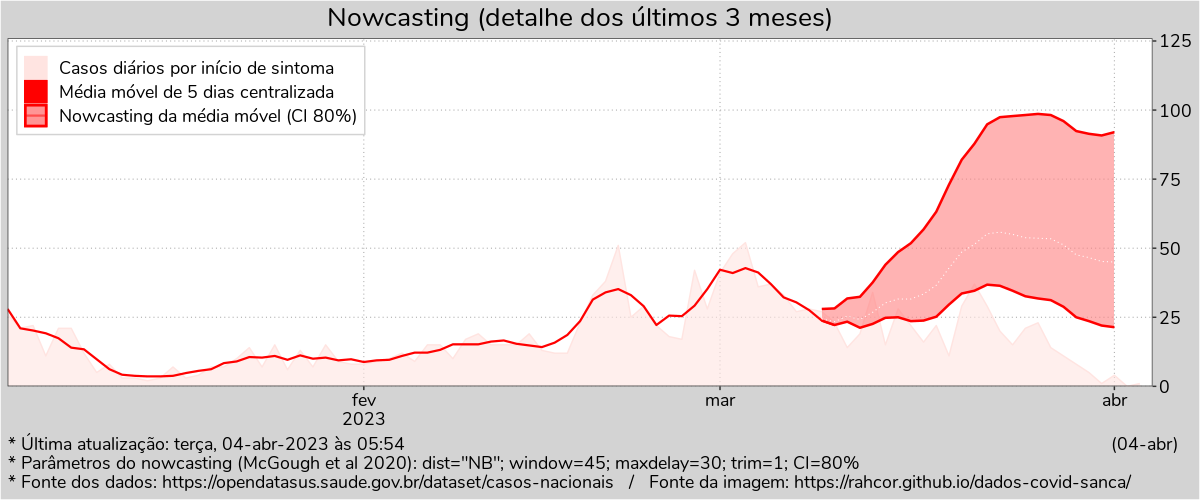 Nowcasting (detalhe dos últimos 3 meses)
Casos diários por início de sintoma
Média móvel de 5 dias centralizada
Nowcasting da média móvel (CI 80%)
125
100
75
50
25
0
fev
2023
mar
abr
* Última atualização: terça, 04-abr-2023 às 05:54
(04-abr)
* Parâmetros do nowcasting (McGough et al 2020): dist="NB"; window=45; maxdelay=30; trim=1; CI=80%
* Fonte dos dados: https://opendatasus.saude.gov.br/dataset/casos-nacionais / Fonte da imagem: https://rahcor.github.io/dados-covid-sanca/